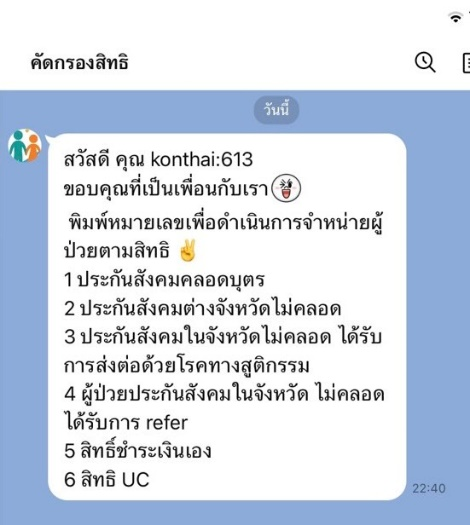 คัดกรองสิทธิ
วันนี้
สวัสดี คุณ konthai:613
ขอบคุณที่เป็นเพื่อนกับเรา
พิมพ์หมายเลขเพื่อดำเนินการจำหน่ายผู้
ป่วยตามสิทธิ ✌️
1 ประกันสังคมคลอดบุตร
2 ประกันสังคมต่างจังหวัดไม่คลอด
3 ประกันสังคมในจังหวัดไม่คลอด ได้รับ
การส่งต่อด้วยโรคทางสูติกรรม
4 ผู้ป่วยประกันสังคมในจังหวัด ไม่คลอด
ได้รับการ refer
5 สิทธิ์ชำระเงินเอง
6 สิทธิ UC
22:40